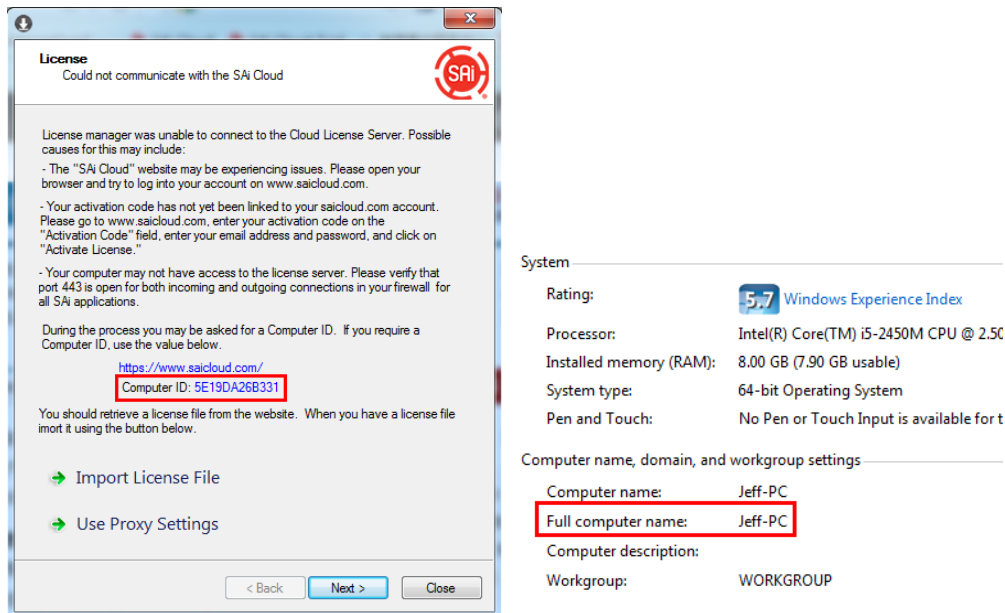 License
Could not communicate with the SAi Cloud
SAi
License manager was unable to connect to the Cloud License Server. Possible
causes for this may include:
- The "SAi Cloud" website may be experiencing issues. Please open your
browser and try to log into your account on www.saicloud.com.
- Your activation code has not yet been linked to your saicloud.com account.
Please go to www.saicloud.com, enter your activation code on the
"Activation Code" field, enter your email address and password, and click on
"Activate License."
- Your computer may not have access to the license server. Please verify that
port 443 is open for both incoming and outgoing connections in your firewall for
all SAi applications.
During the process you may be asked for a Computer ID. If you require a
Computer ID, use the value below.
https://www.saicloud.com/
Computer ID: 5E19DA26B331
You should retrieve a license file from the website. When you have a license file
imort it using the button below.
Import License File
Use Proxy Settings
< Back Next > Close
System
Rating: 5.7 Windows Experience Index
Processor: Intel(R) Core(TM) i5-2450M CPU @ 2.50
Installed memory (RAM): 8.00 GB (7.90 GB usable)
System type: 64-bit Operating System
Pen and Touch: No Pen or Touch Input is available for t
Computer name, domain, and workgroup settings
Computer name: Jeff-PC
Full computer name: Jeff-PC
Computer description:
Workgroup: WORKGROUP